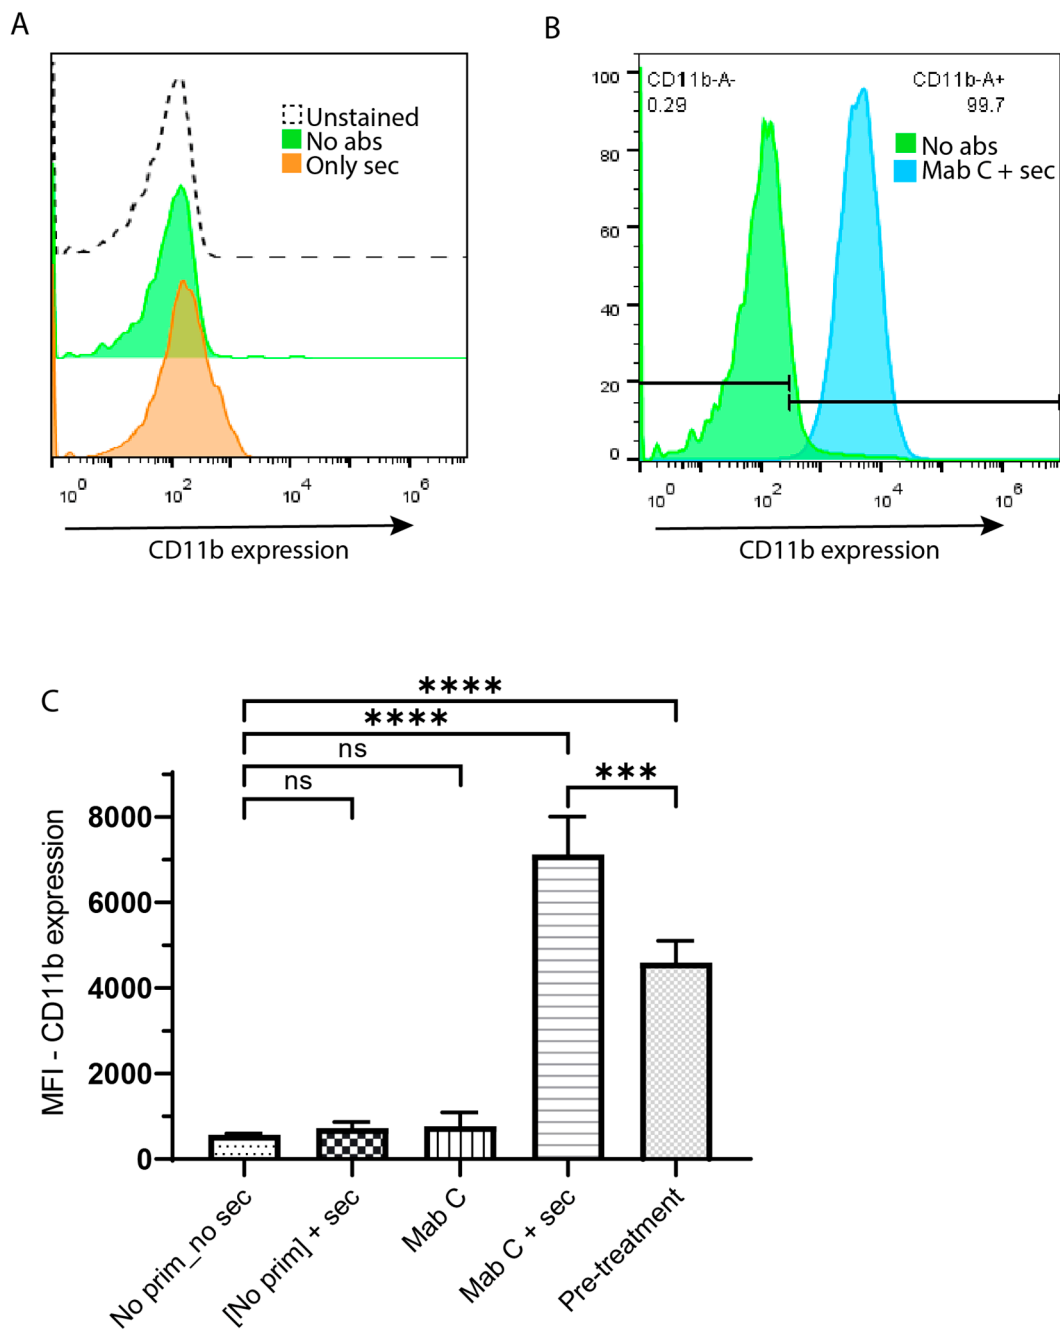 A
Unstained
No abs
Only sec
10^0 10^2 10^4 10^6
CD11b expression
B
CD11b-A-
0.29
CD11b-A+
99.7
No abs
Mab C + sec
100
80
60
40
20
0
10^0 10^2 10^4 10^6
CD11b expression
C
****
****
ns
ns
***
MFI - CD11b expression
8000
6000
4000
2000
0
No prim_no sec
[No prim] + sec
Mab C
Mab C + sec
Pre-treatment